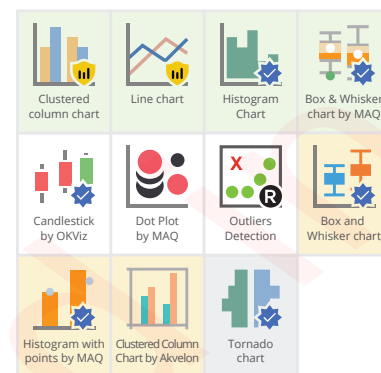 Clustered
column chart
Line chart
Histogram
Chart
Box & Whisker
chart by MAQ
Candlestick
by OKViz
Dot Plot
by MAQ
X
R
Outliers
Detection
Box and
Whisker chart
Histogram with
points by MAQ
Clustered Column
Chart by Akvelon
Tornado
chart